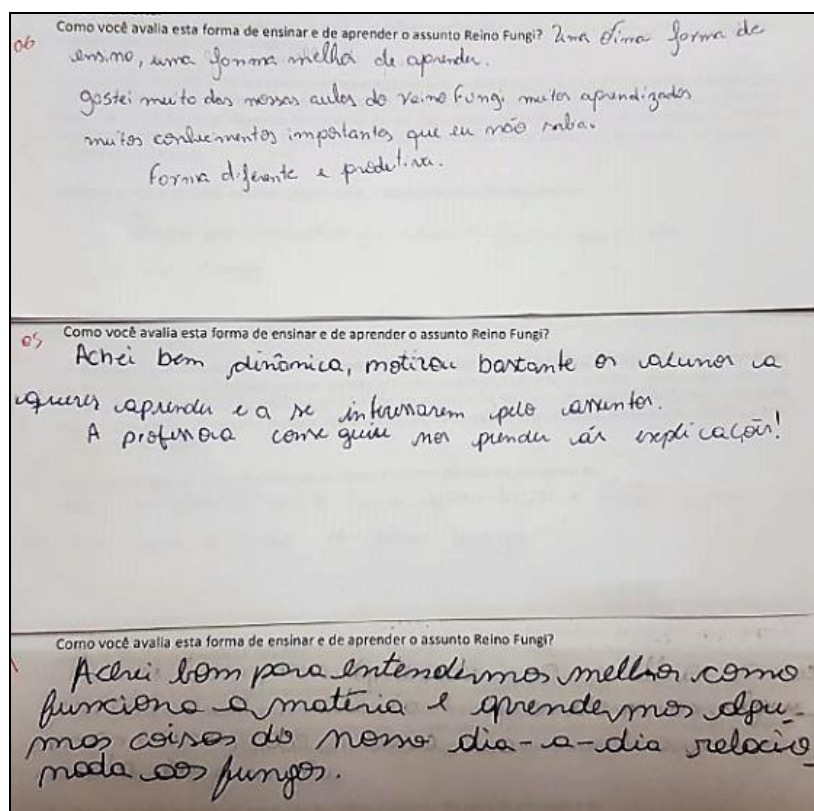 06 Como você avalia esta forma de ensinar e de aprender o assunto Reino Fungi? Uma ótima forma de
ensino, uma forma melhor de aprender.
gostei muito das nossas aulas do reino Fungi muitos aprendizados
muitos conhecimentos importantes que eu não sabia.
Forma diferente e produtiva.
05 Como você avalia esta forma de ensinar e de aprender o assunto Reino Fungi?
Achei bem dinâmica, motivou bastante os alunos a
querer aprender e a se interessarem pelo assuntos.
A professora conseguiu nos prender às explicações!
Como você avalia esta forma de ensinar e de aprender o assunto Reino Fungi?
Achei bom para entendermos melhor como
funciona a matéria e aprendermos algu-
mas coisas do nosso dia-a-dia relacio_
nada aos fungos.